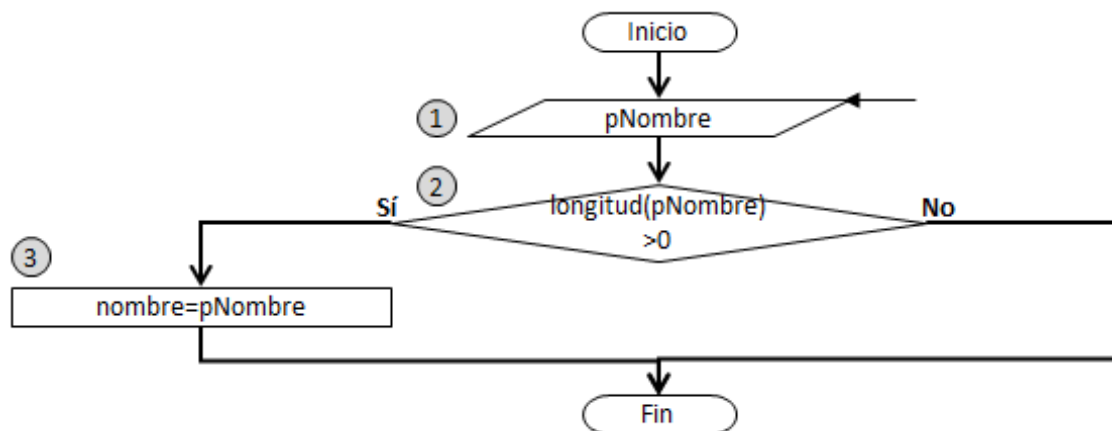 Inicio
1
pNombre
2
Sí
longitud(pNombre)
>0
No
3
nombre=pNombre
Fin